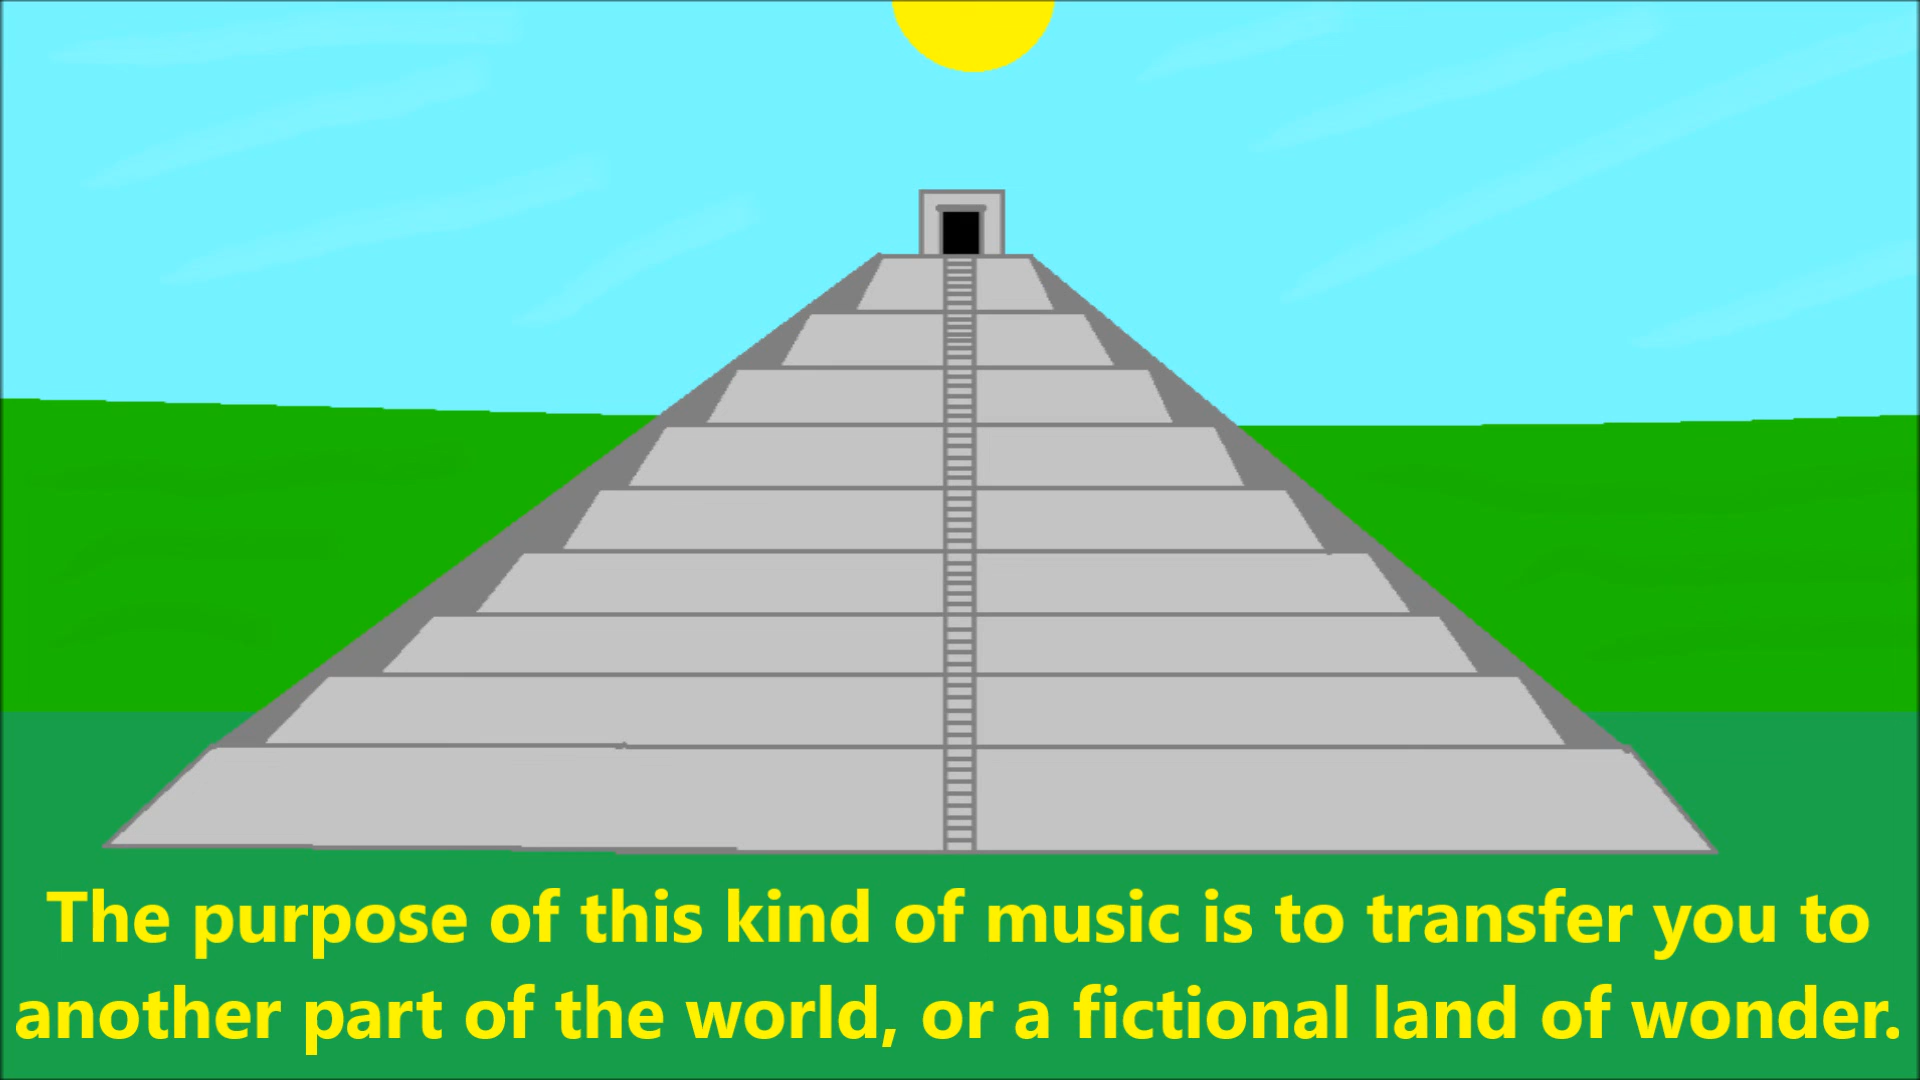 The purpose of this kind of music is to transfer you to
another part of the world, or a fictional land of wonder.